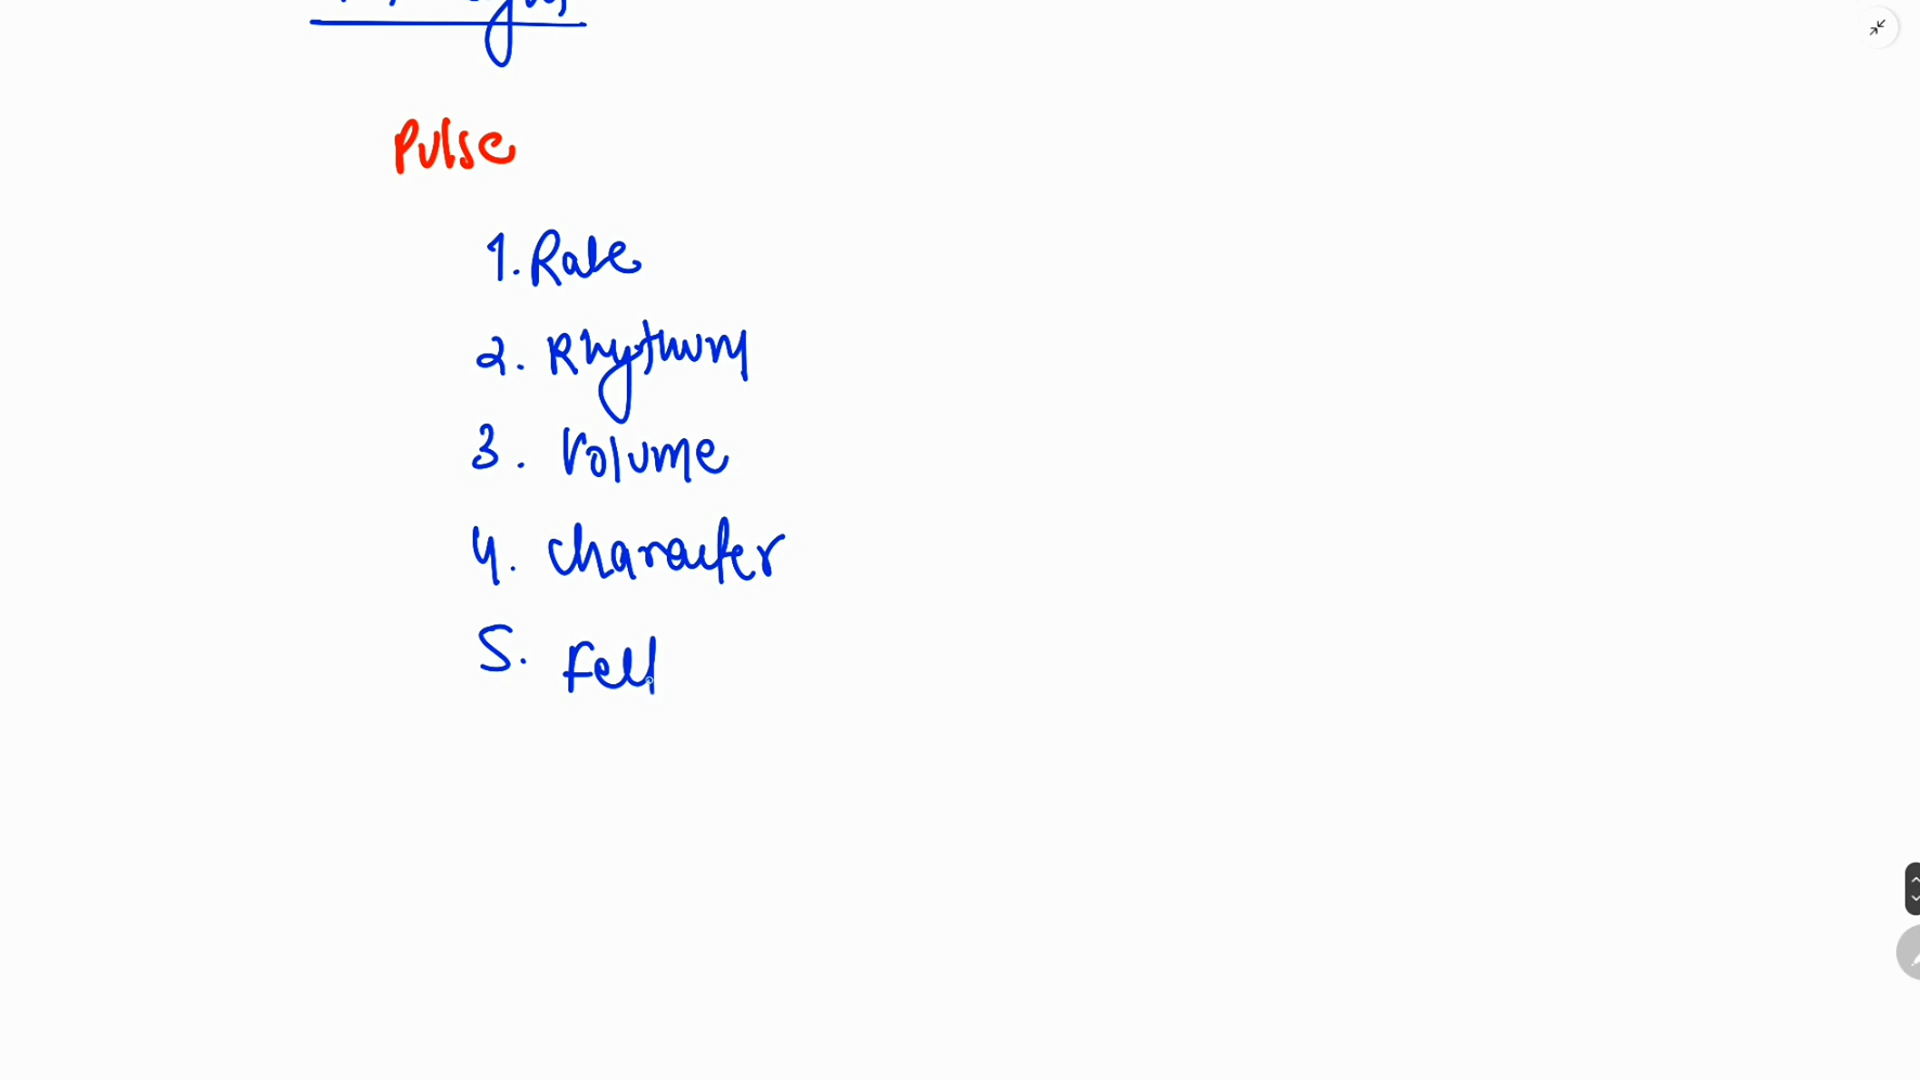 Pulse
1. Rate
2. Rhythm
3. Volume
4. Character
5. Fell